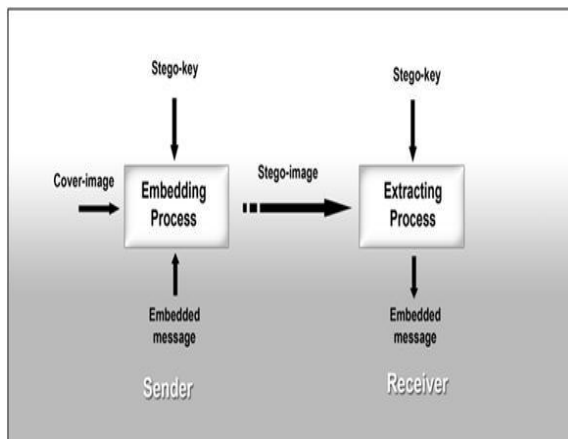 Stego-key
Stego-key
Cover-image
Embedding
Process
Stego-image
Extracting
Process
Embedded
message
Embedded
message
Sender
Receiver